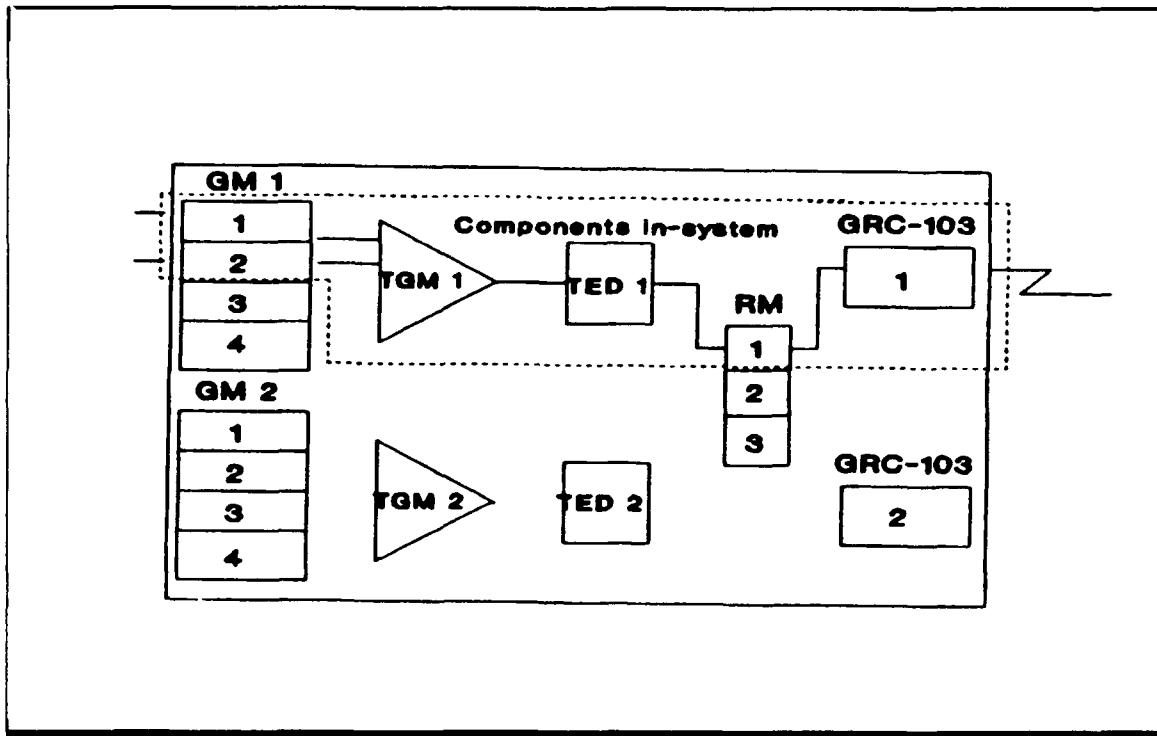 GM 1
1
2
3
4
TGM 1
Components in-system
TED 1
RM
1
2
3
GRC-103
1
GM 2
1
2
3
4
TGM 2
TED 2
GRC-103
2